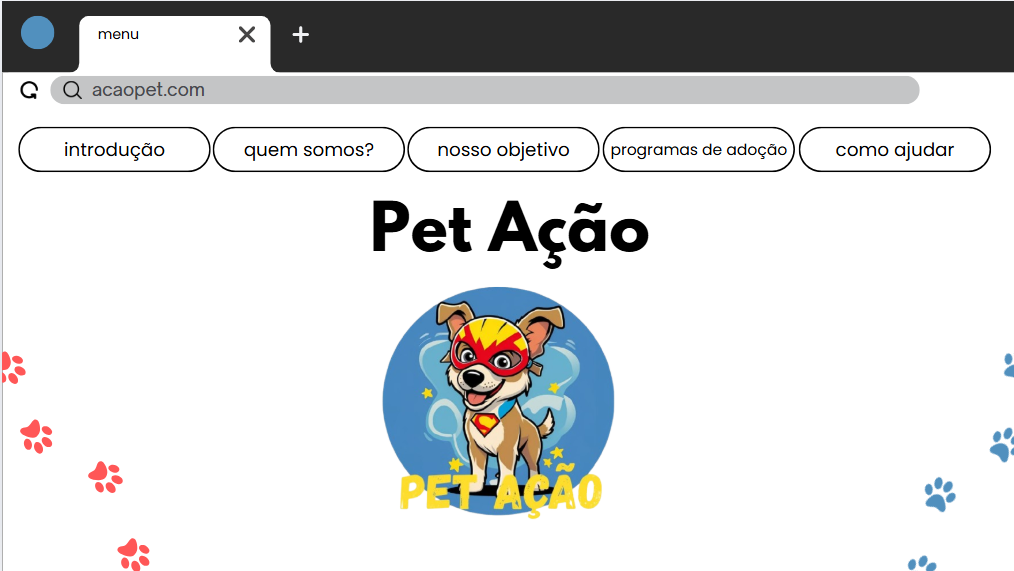 menu
acaopet.com
introdução
quem somos?
nosso objetivo
programas de adoção
como ajudar
Pet Ação
PET AÇÃO